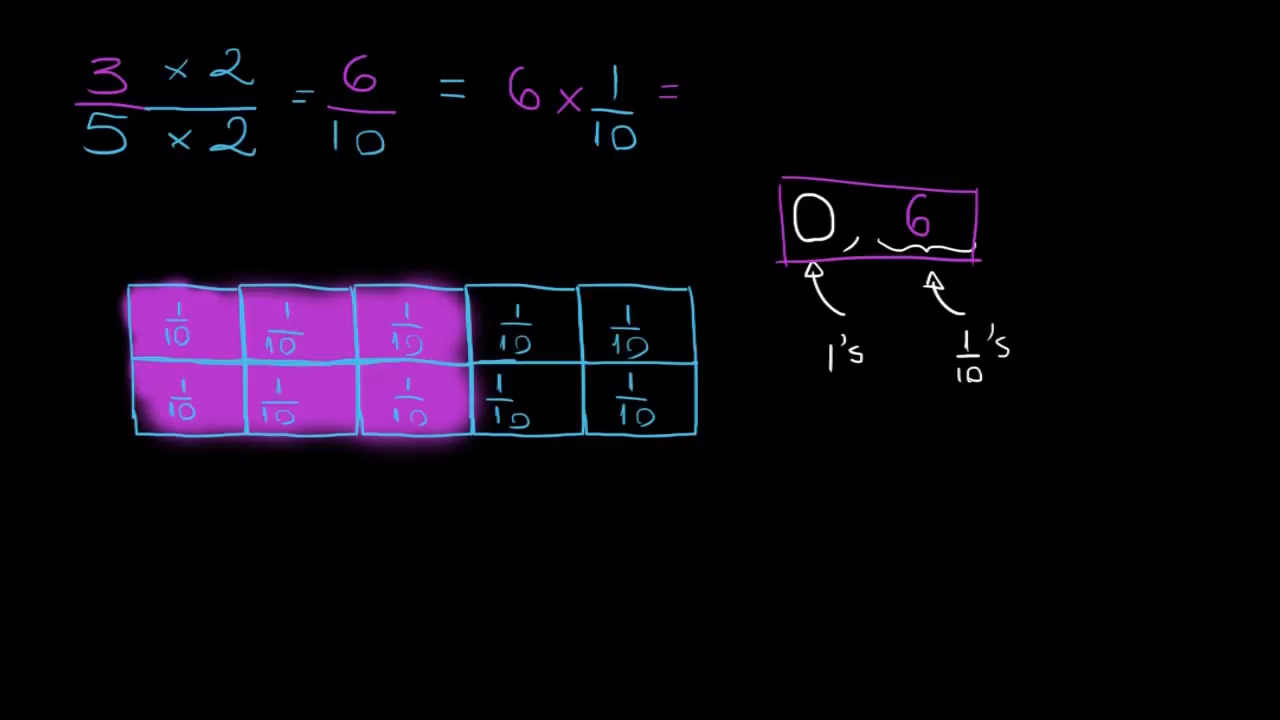 3 × 2 / 5 × 2 = 6 / 10 = 6 × 1/10 =
0,6
1's 1/10's
1/10 1/10 1/10 1/10 1/10
1/10 1/10 1/10 1/10 1/10